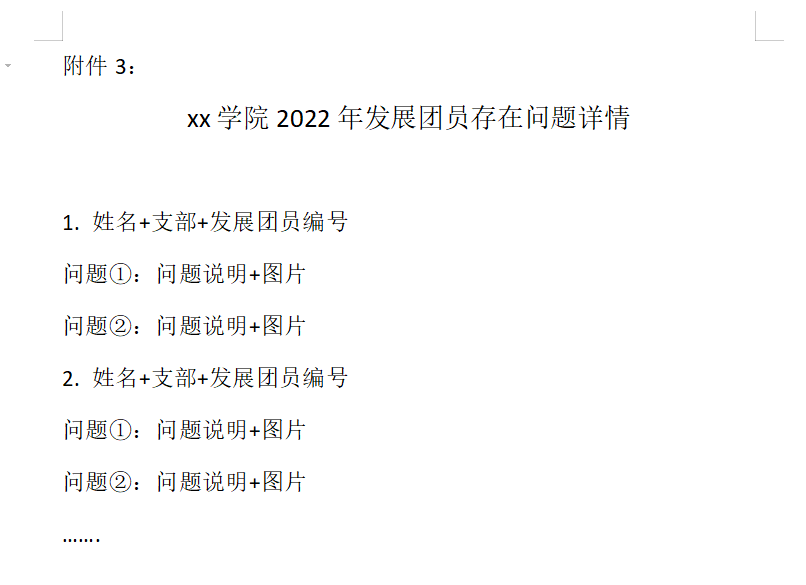 附件 3：
xx 学院 2022 年发展团员存在问题详情
1. 姓名+支部+发展团员编号
问题①：问题说明+图片
问题②：问题说明+图片
2. 姓名+支部+发展团员编号
问题①：问题说明+图片
问题②：问题说明+图片
…….